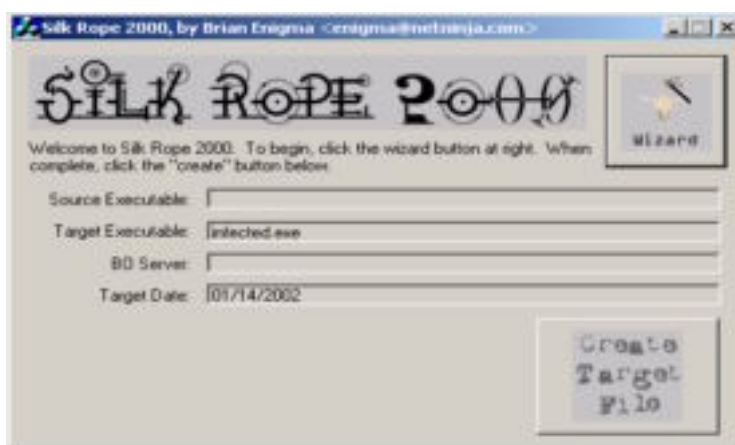 Silk Rope 2000, by Brian Enigma <enigma@netninja.com>
SILK ROPE 2000
Wizard
Welcome to Silk Rope 2000. To begin, click the wizard button at right. When
complete, click the "create" button below.
Source Executable:
Target Executable: infected.exe
BO Server:
Target Date: 01/14/2002
Create
Target
File